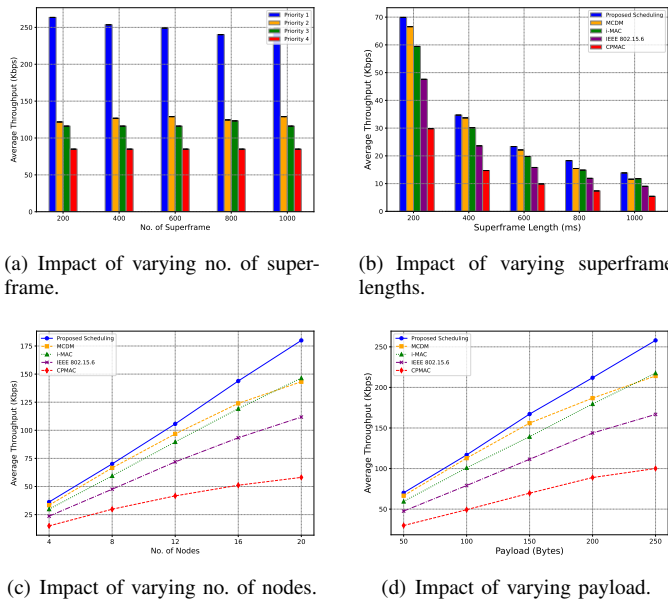 Priority 1
Priority 2
Priority 3
Priority 4
250
200
150
100
50
0
Average Throughput (Kbps)
200 400 600 800 1000
No. of Superframe
Proposed Scheduling
MCDM
i-MAC
IEEE 802.15.6
CPMAC
70
60
50
40
30
20
10
0
Average Throughput (Kbps)
200 400 600 800 1000
Superframe Length (ms)
(a) Impact of varying no. of super-
frame.
(b) Impact of varying superframe
lengths.
Proposed Scheduling
MCDM
i-MAC
IEEE 802.15.6
CPMAC
175
150
125
100
75
50
25
Average Throughput (Kbps)
4 8 12 16 20
No. of Nodes
Proposed Scheduling
MCDM
i-MAC
IEEE 802.15.6
CPMAC
250
200
150
100
50
Average Throughput (Kbps)
50 100 150 200 250
Payload (Bytes)
(c) Impact of varying no. of nodes.
(d) Impact of varying payload.